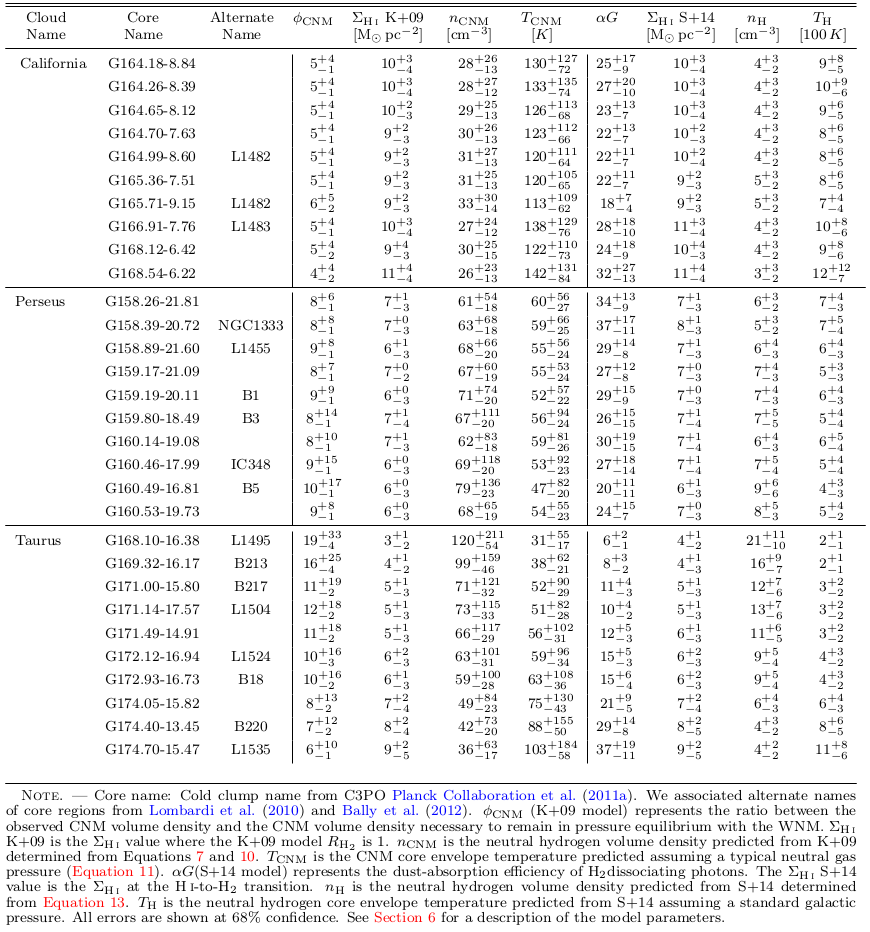 Cloud Core Alternate ϕCNM ΣH I K+09 nCNM TCNM αG ΣH I S+14 nH TH
Name Name Name [M⊙ pc−2] [cm−3] [K] [M⊙ pc−2] [cm−3] [100 K]
California G164.18-8.84 5+4−1 10+3−4 28+26−13 130+127−72 25+17−9 10+3−4 4+3−2 9+8−5
G164.26-8.39 5+4−1 10+3−4 28+27−12 133+135−74 27+20−10 10+3−4 4+3−2 10+9−6
G164.65-8.12 5+4−1 10+2−3 29+25−13 126+113−68 23+13−7 10+3−4 4+3−2 9+6−5
G164.70-7.63 5+4−1 9+2−3 30+26−13 123+112−66 22+13−7 10+2−3 4+3−2 8+6−5
G164.99-8.60 L1482 5+4−1 9+2−3 31+27−13 120+111−64 22+11−7 10+2−4 4+3−2 8+6−5
G165.36-7.51 5+4−1 9+2−3 31+25−13 120+105−65 22+11−7 9+2−3 5+3−2 8+6−5
G165.71-9.15 L1482 6+5−2 9+2−3 33+30−14 113+109−62 18+7−4 9+2−3 5+3−2 7+4−4
G166.91-7.76 L1483 5+4−1 10+3−4 27+24−12 138+129−76 28+18−10 11+3−4 4+3−2 10+8−6
G168.12-6.42 5+4−2 9+4−3 30+25−15 122+110−73 24+18−9 10+4−3 4+3−2 9+8−6
G168.54-6.22 4+4−2 11+4−4 26+23−13 142+131−84 32+27−13 11+4−4 3+3−2 12+12−7
Perseus G158.26-21.81 8+6−1 7+1−3 61+54−18 60+56−27 34+13−9 7+1−3 6+3−2 7+4−3
G158.39-20.72 NGC1333 8+8−1 7+0−3 63+68−18 59+66−25 37+17−11 8+1−3 5+3−2 7+5−4
G158.89-21.60 L1455 9+8−1 6+1−3 68+66−20 55+56−24 29+14−8 7+1−3 6+4−3 6+4−3
G159.17-21.09 8+7−1 7+0−2 67+60−19 55+53−24 27+12−8 7+0−3 7+4−3 5+3−3
G159.19-20.11 B1 9+9−1 6+0−3 71+74−20 52+57−22 29+15−9 7+0−3 7+4−3 6+4−3
G159.80-18.49 B3 8+14−1 7+1−4 67+111−20 56+94−24 26+15−15 7+1−4 7+5−5 5+4−4
G160.14-19.08 8+10−1 7+1−3 62+83−18 59+81−26 30+19−15 7+1−4 6+4−3 6+5−4
G160.46-17.99 IC348 9+15−1 6+0−3 69+118−20 53+92−23 27+18−14 7+1−4 7+5−4 5+4−4
G160.49-16.81 B5 10+17−1 6+0−3 79+136−23 47+82−20 20+11−11 6+1−3 9+6−6 4+3−3
G160.53-19.73 9+8−1 6+0−3 68+65−19 54+55−23 24+15−7 7+0−3 8+5−3 5+4−2
Taurus G168.10-16.38 L1495 19+33−4 3+1−2 120+211−54 31+55−17 6+2−1 4+1−2 21+11−10 2+1−1
G169.32-16.17 B213 16+25−4 4+1−2 99+159−46 38+62−21 8+3−2 4+1−3 16+9−7 2+1−1
G171.00-15.80 B217 11+19−2 5+1−3 71+121−32 52+90−29 11+4−3 5+1−3 12+7−6 3+2−2
G171.14-17.57 L1504 12+18−2 5+1−3 73+115−33 51+82−28 10+4−2 5+1−3 13+7−6 3+2−2
G171.49-14.91 11+18−2 5+1−3 66+117−29 56+102−31 12+5−3 6+1−3 11+6−5 3+2−2
G172.12-16.94 L1524 10+16−3 6+2−3 63+101−31 59+96−34 15+5−3 6+2−3 9+5−4 4+3−2
G172.93-16.73 B18 10+16−2 6+1−3 59+100−28 63+108−36 15+6−4 6+2−3 9+5−4 4+3−2
G174.05-15.82 8+13−2 7+2−4 49+84−23 75+130−43 21+9−5 7+2−4 6+4−3 6+4−3
G174.40-13.45 B220 7+12−2 8+2−4 42+73−20 88+155−50 29+14−8 8+2−5 4+3−2 8+6−5
G174.70-15.47 L1535 6+10−1 9+2−5 36+63−17 103+184−58 37+19−11 9+2−5 4+2−2 11+8−6
Note. — Core name: Cold clump name from C3PO Planck Collaboration et al. (2011a). We associated alternate names
of core regions from Lombardi et al. (2010) and Bally et al. (2012). ϕCNM (K+09 model) represents the ratio between the
observed CNM volume density and the CNM volume density necessary to remain in pressure equilibrium with the WNM. ΣH I
K+09 is the ΣH I value where the K+09 model RH2 is 1. nCNM is the neutral hydrogen volume density predicted from K+09
determined from Equations 7 and 10. TCNM is the CNM core envelope temperature predicted assuming a typical neutral gas
pressure (Equation 11). αG(S+14 model) represents the dust-absorption efficiency of H2dissociating photons. The ΣH I S+14
value is the ΣH I at the H I-to-H2 transition. nH is the neutral hydrogen volume density predicted from S+14 determined
from Equation 13. TH is the neutral hydrogen core envelope temperature predicted from S+14 assuming a standard galactic
pressure. All errors are shown at 68% confidence. See Section 6 for a description of the model parameters.